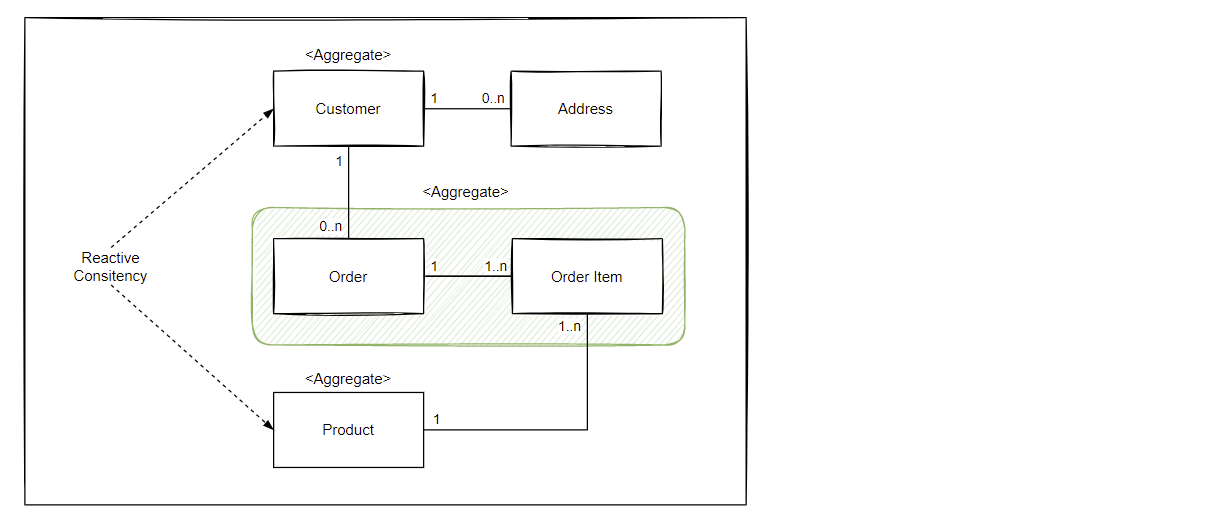 <Aggregate>
Customer
1
0..n
Address
1
<Aggregate>
0..n
Reactive
Consitency
Order
1
1..n
Order Item
1..n
<Aggregate>
Product
1